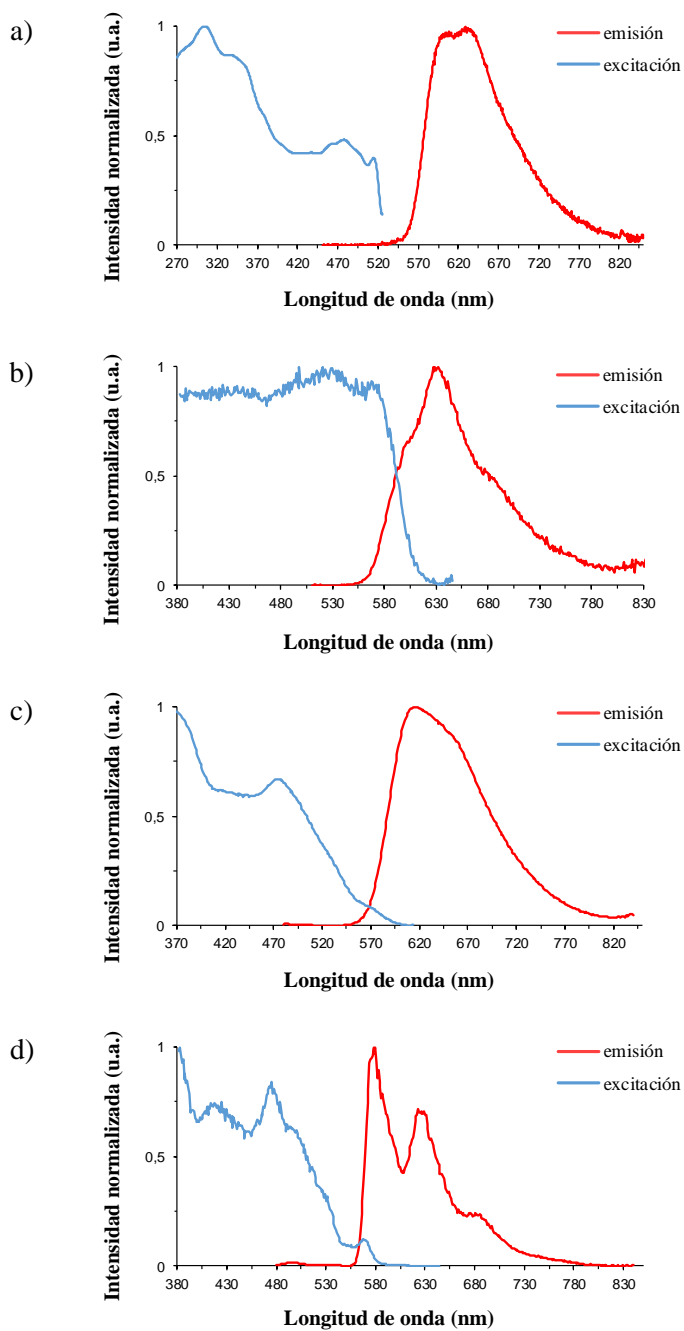 a)
Intensidad normalizada (u.a.)
1
0,5
0
emisión
excitación
270 320 370 420 470 520 570 620 670 720 770 820
Longitud de onda (nm)
b)
Intensidad normalizada (u.a.)
1
0,5
0
emisión
excitación
380 430 480 530 580 630 680 730 780 830
Longitud de onda (nm)
c)
Intensidad normalizada (u.a.)
1
0,5
0
emisión
excitación
370 420 470 520 570 620 670 720 770 820
Longitud de onda (nm)
d)
Intensidad normalizada (u.a.)
1
0,5
0
emisión
excitación
380 430 480 530 580 630 680 730 780 830
Longitud de onda (nm)